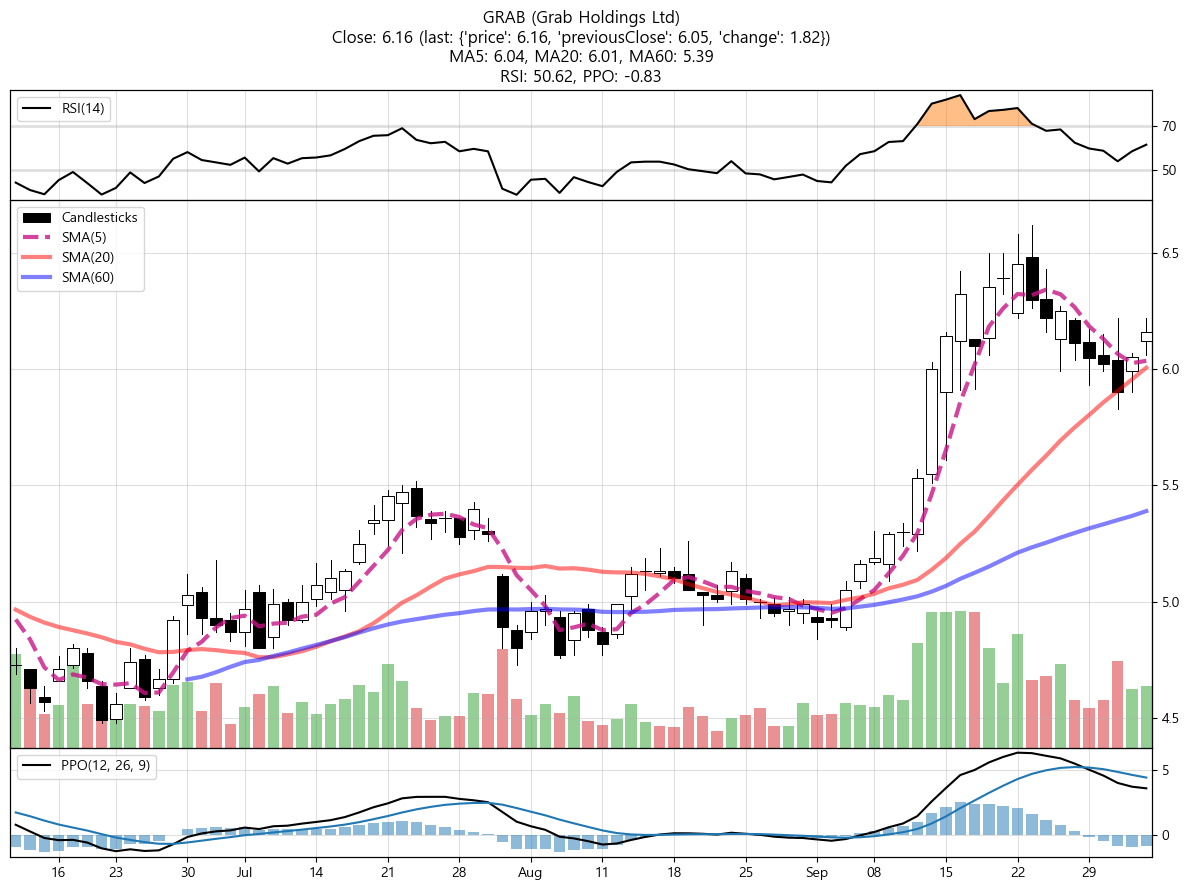 GRAB (Grab Holdings Ltd)
Close: 6.16 (last: {'price': 6.16, 'previousClose': 6.05, 'change': 1.82})
MA5: 6.04, MA20: 6.01, MA60: 5.39
RSI: 50.62, PPO: -0.83
RSI(14)
70
50
Candlesticks
SMA(5)
SMA(20)
SMA(60)
6.5
6.0
5.5
5.0
4.5
PPO(12, 26, 9)
5
0
16 23 30 Jul 14 21 28 Aug 11 18 25 Sep 08 15 22 29